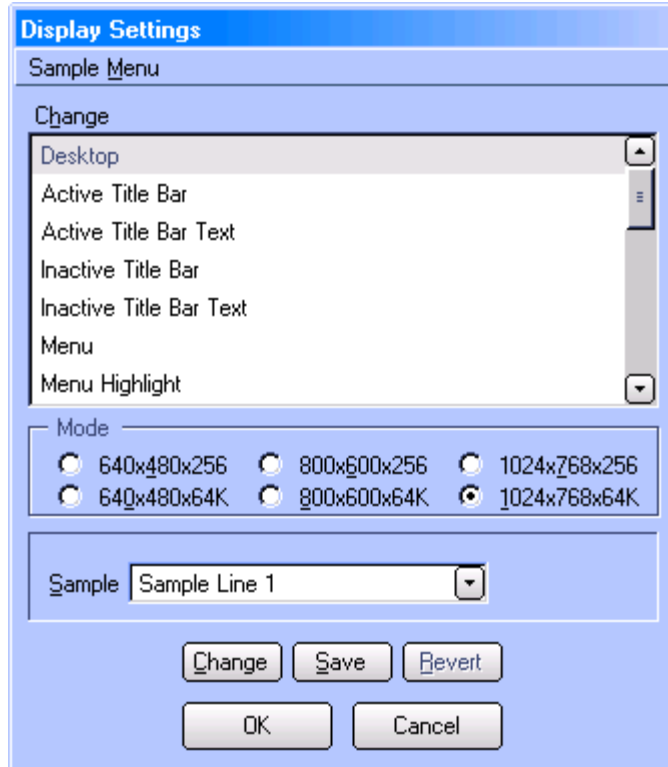 Display Settings
Sample Menu
Change
Desktop
Active Title Bar
Active Title Bar Text
Inactive Title Bar
Inactive Title Bar Text
Menu
Menu Highlight
Mode
640x480x256 800x600x256 1024x768x256
640x480x64K 800x600x64K 1024x768x64K
Sample Sample Line 1
Change Save Revert
OK Cancel